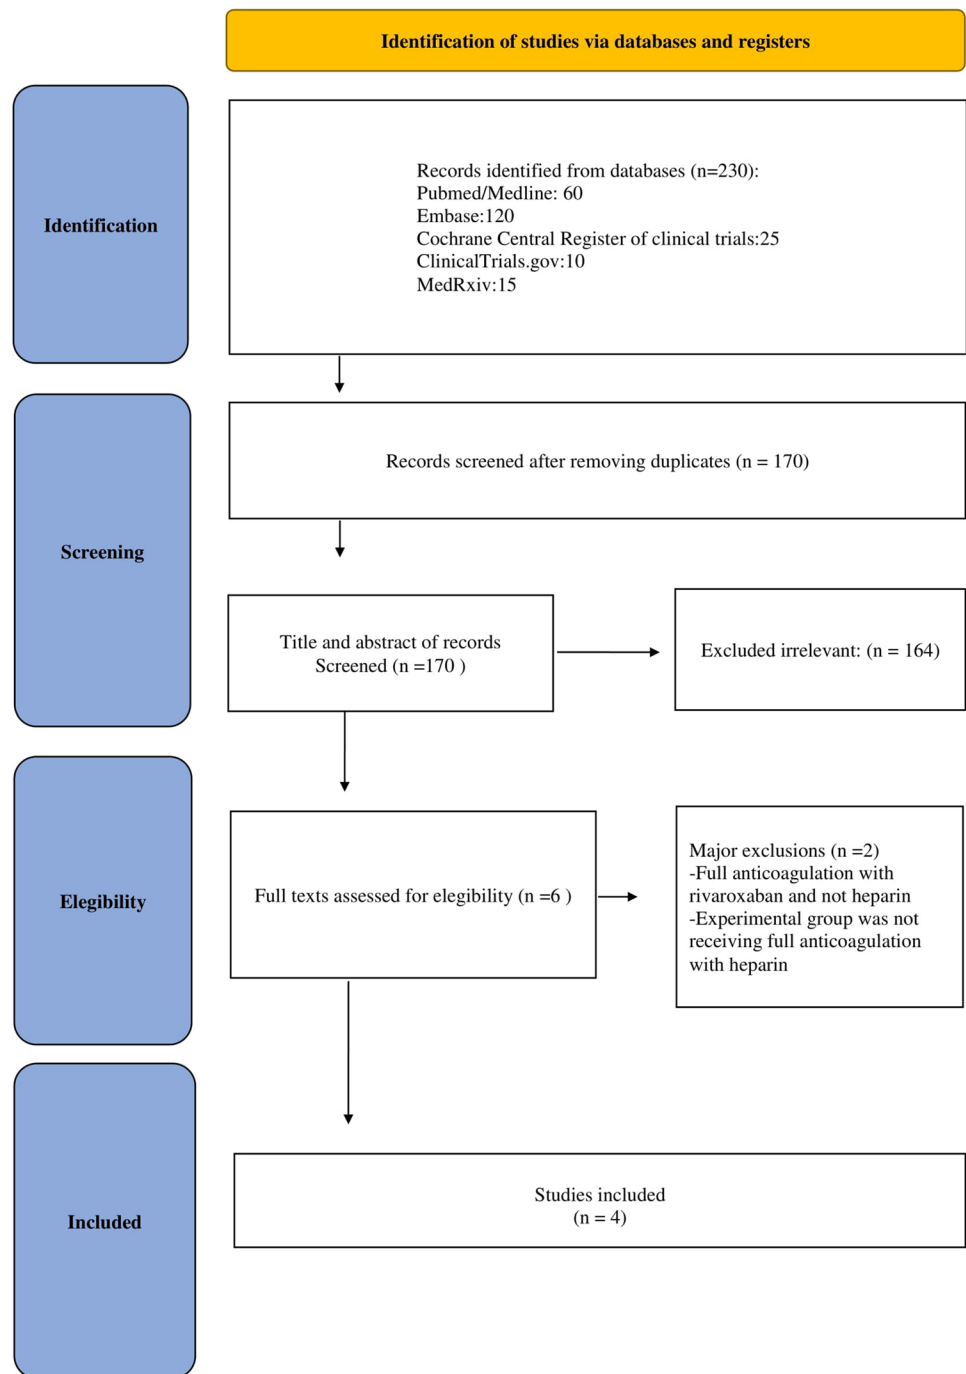 Identification of studies via databases and registers
Identification
Records identified from databases (n=230):
Pubmed/Medline: 60
Embase:120
Cochrane Central Register of clinical trials:25
ClinicalTrials.gov:10
MedRxiv:15
Screening
Records screened after removing duplicates (n = 170)
Title and abstract of records
Screened (n =170 )
Excluded irrelevant: (n = 164)
Elegibility
Full texts assessed for elegibility (n =6 )
Major exclusions (n =2)
-Full anticoagulation with
rivaroxaban and not heparin
-Experimental group was not
receiving full anticoagulation
with heparin
Included
Studies included
(n = 4)